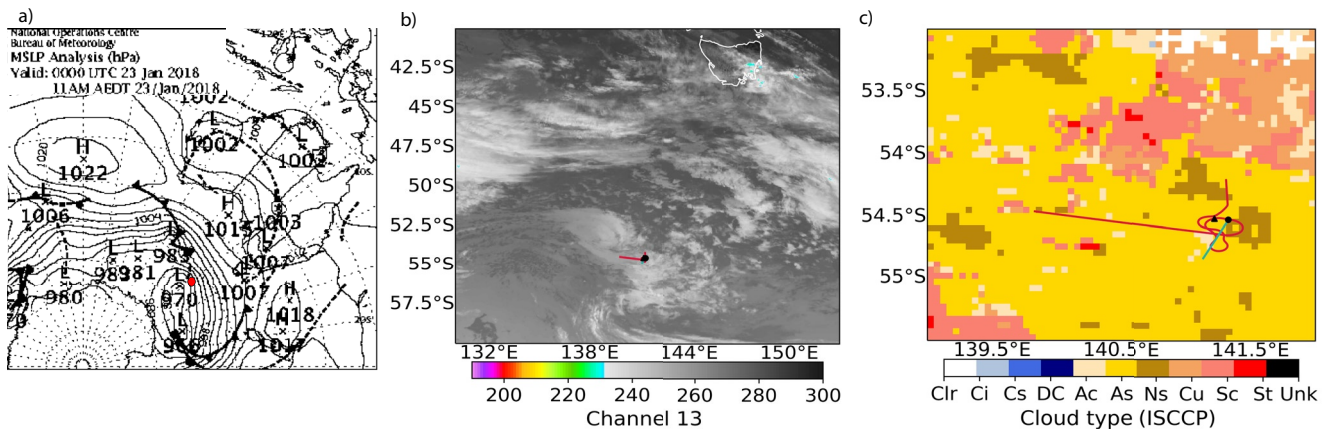 a)
National Operations Centre
Bureau of Meteorology
MSLP Analysis (hPa)
Valid: 0000 UTC 23 Jan 2018
11AM AEDT 23/Jan/2018
1002
L
1002
L
1003
H
1022
1020
L
1006
1009
H
1015
1003
L
983
L
981
L
983
L
980
970
1007
1007
H
1018
1017
L
b)
42.5°S
45°S
47.5°S
50°S
52.5°S
55°S
57.5°S
132°E 138°E 144°E 150°E
200 220 240 260 280 300
Channel 13
c)
53.5°S
54°S
54.5°S
55°S
139.5°E 140.5°E 141.5°E
Clr Ci Cs DC Ac As Ns Cu Sc St Unk
Cloud type (ISCCP)